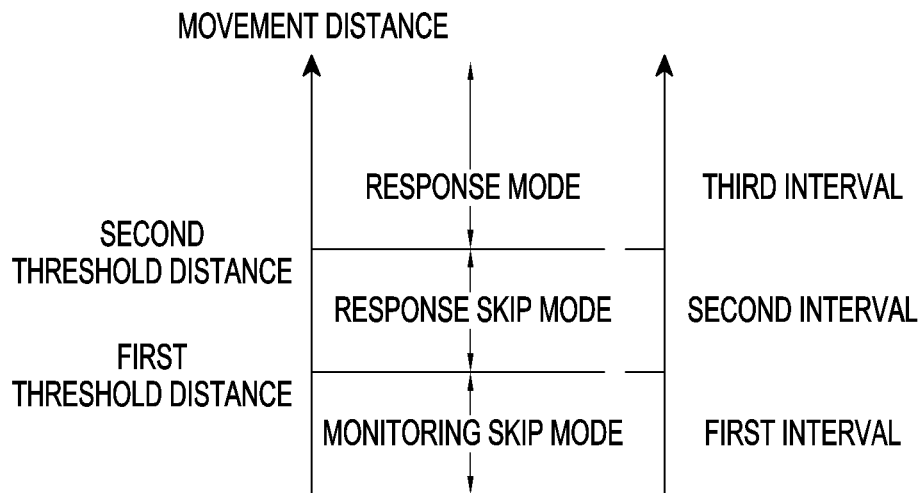 MOVEMENT DISTANCE
RESPONSE MODE
THIRD INTERVAL
SECOND
THRESHOLD DISTANCE
RESPONSE SKIP MODE
SECOND INTERVAL
FIRST
THRESHOLD DISTANCE
MONITORING SKIP MODE
FIRST INTERVAL